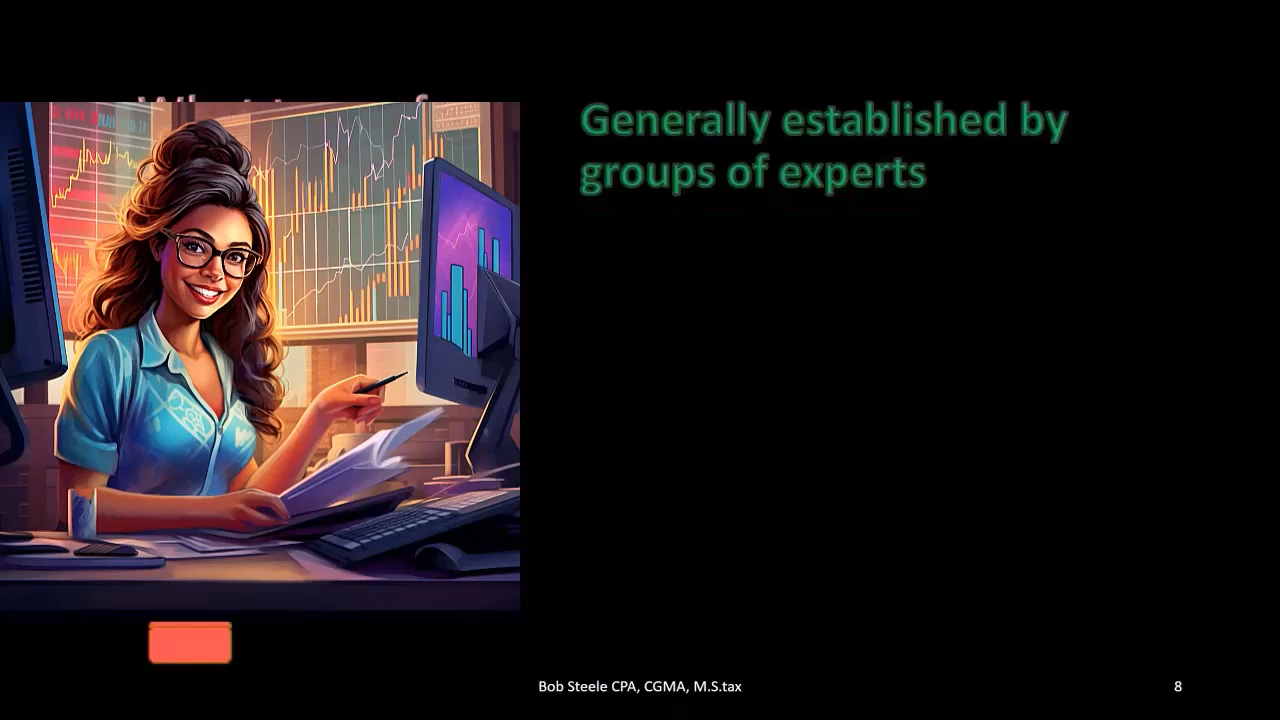 Generally established by
groups of experts
Bob Steele CPA, CGMA, M.S.tax
8